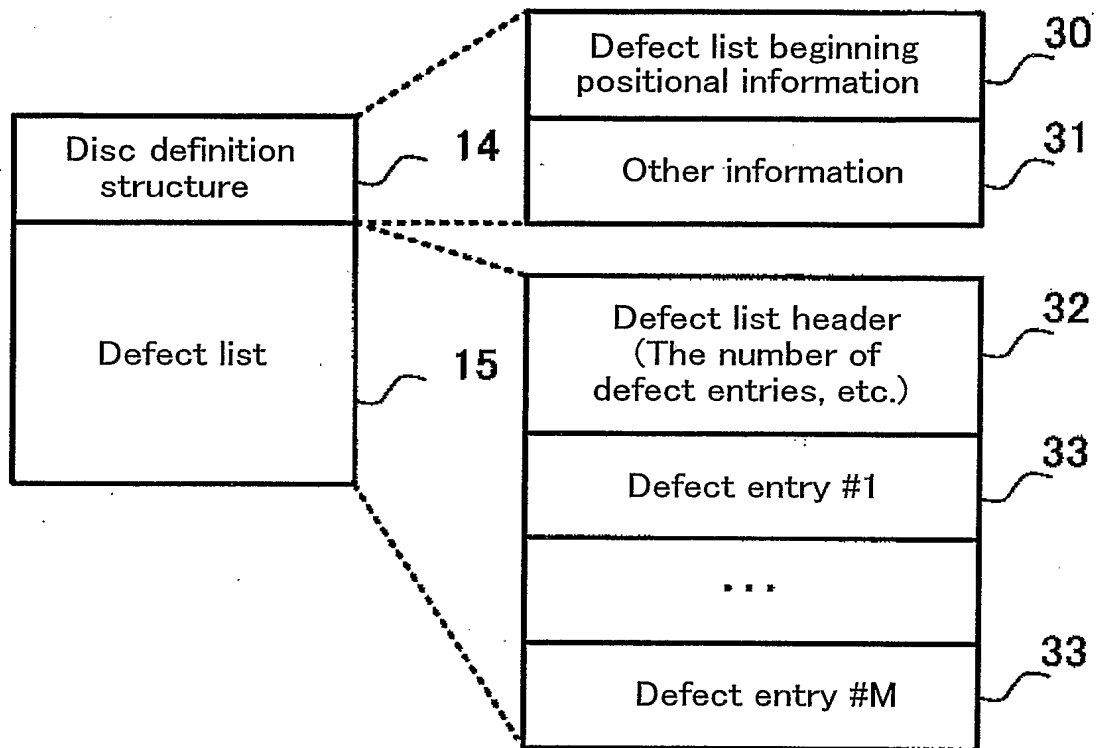 Disc definition
structure
14
Defect list
15
Defect list beginning
positional information
30
Other information
31
Defect list header
(The number of
defect entries, etc.)
32
Defect entry #1
33
...
Defect entry #M
33